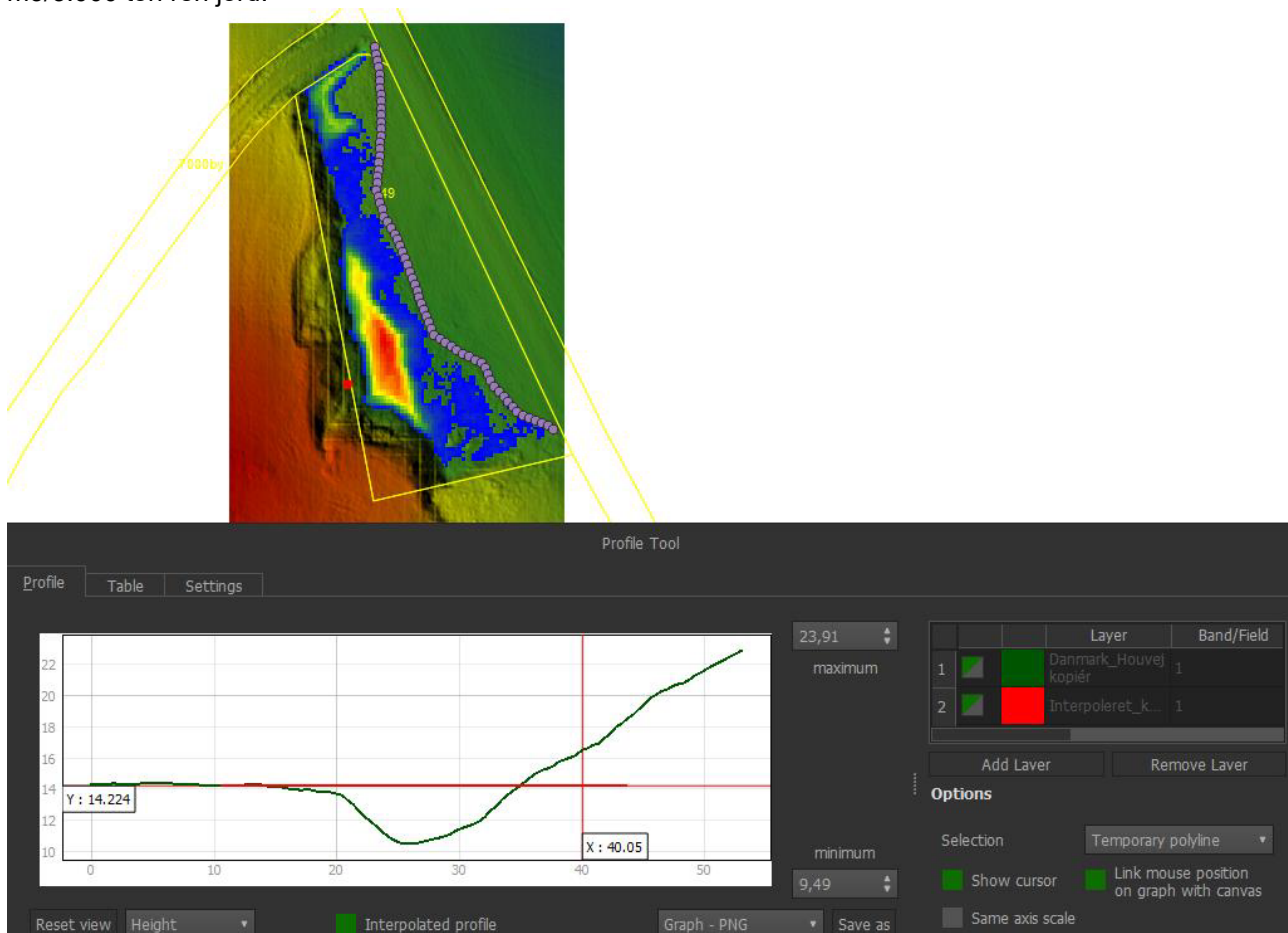 7000by
49
Profile Tool
Profile Table Settings
23,91
maximum
22
20
18
16
14
12
10
Y : 14.224
X : 40.05
0 10 20 30 40 50
minimum
9,49
Layer Band/Field
1 Danmark_Houvej kopiér 1
2 Interpoleret_k... 1
Add Layer Remove Layer
Options
Selection Temporary polyline
Show cursor Link mouse position on graph with canvas
Same axis scale
Reset view Height Interpolated profile Graph - PNG Save as